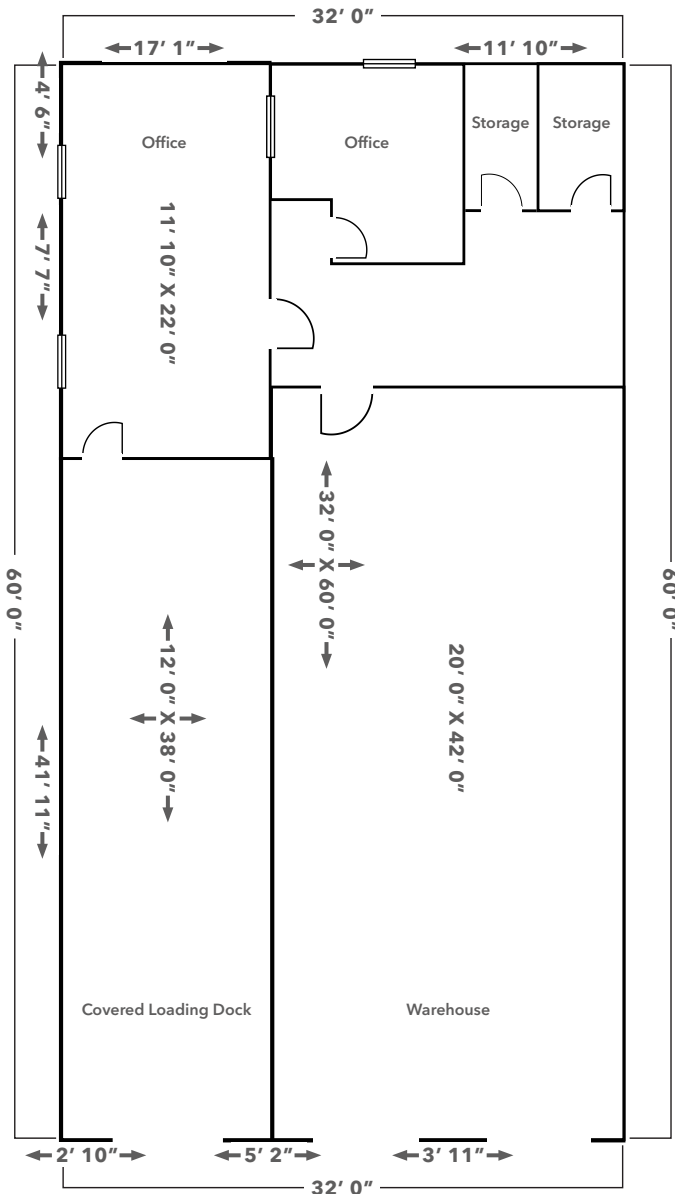 32’ 0”
17’ 1”
11’ 10”
4’ 6”
Office
Office
Storage
Storage
11’ 10” X 22’ 0”
7’ 7”
32’ 0” X 60’ 0”
60’ 0”
60’ 0”
12’ 0” X 38’ 0”
20’ 0” X 42’ 0”
41’ 11”
Covered Loading Dock
Warehouse
2’ 10”
5’ 2”
3’ 11”
32’ 0”